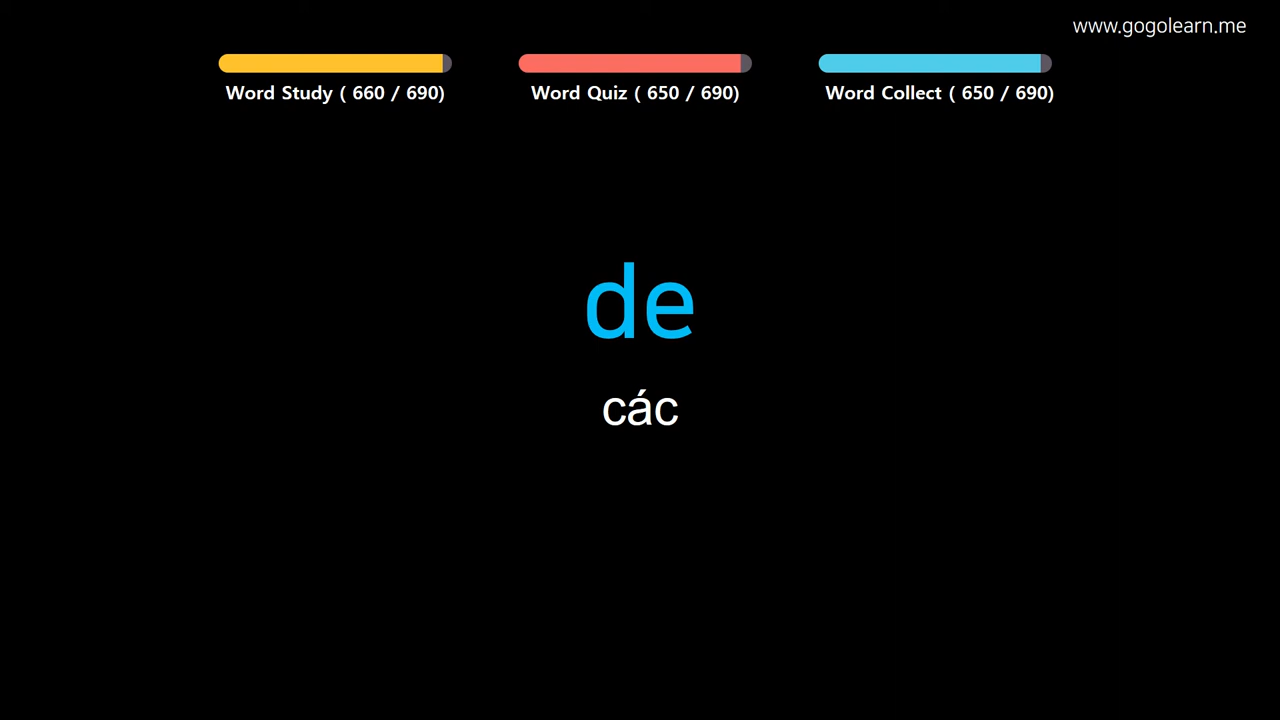 www.gogolearn.me
Word Study ( 660 / 690)
Word Quiz ( 650 / 690)
Word Collect ( 650 / 690)
de
các